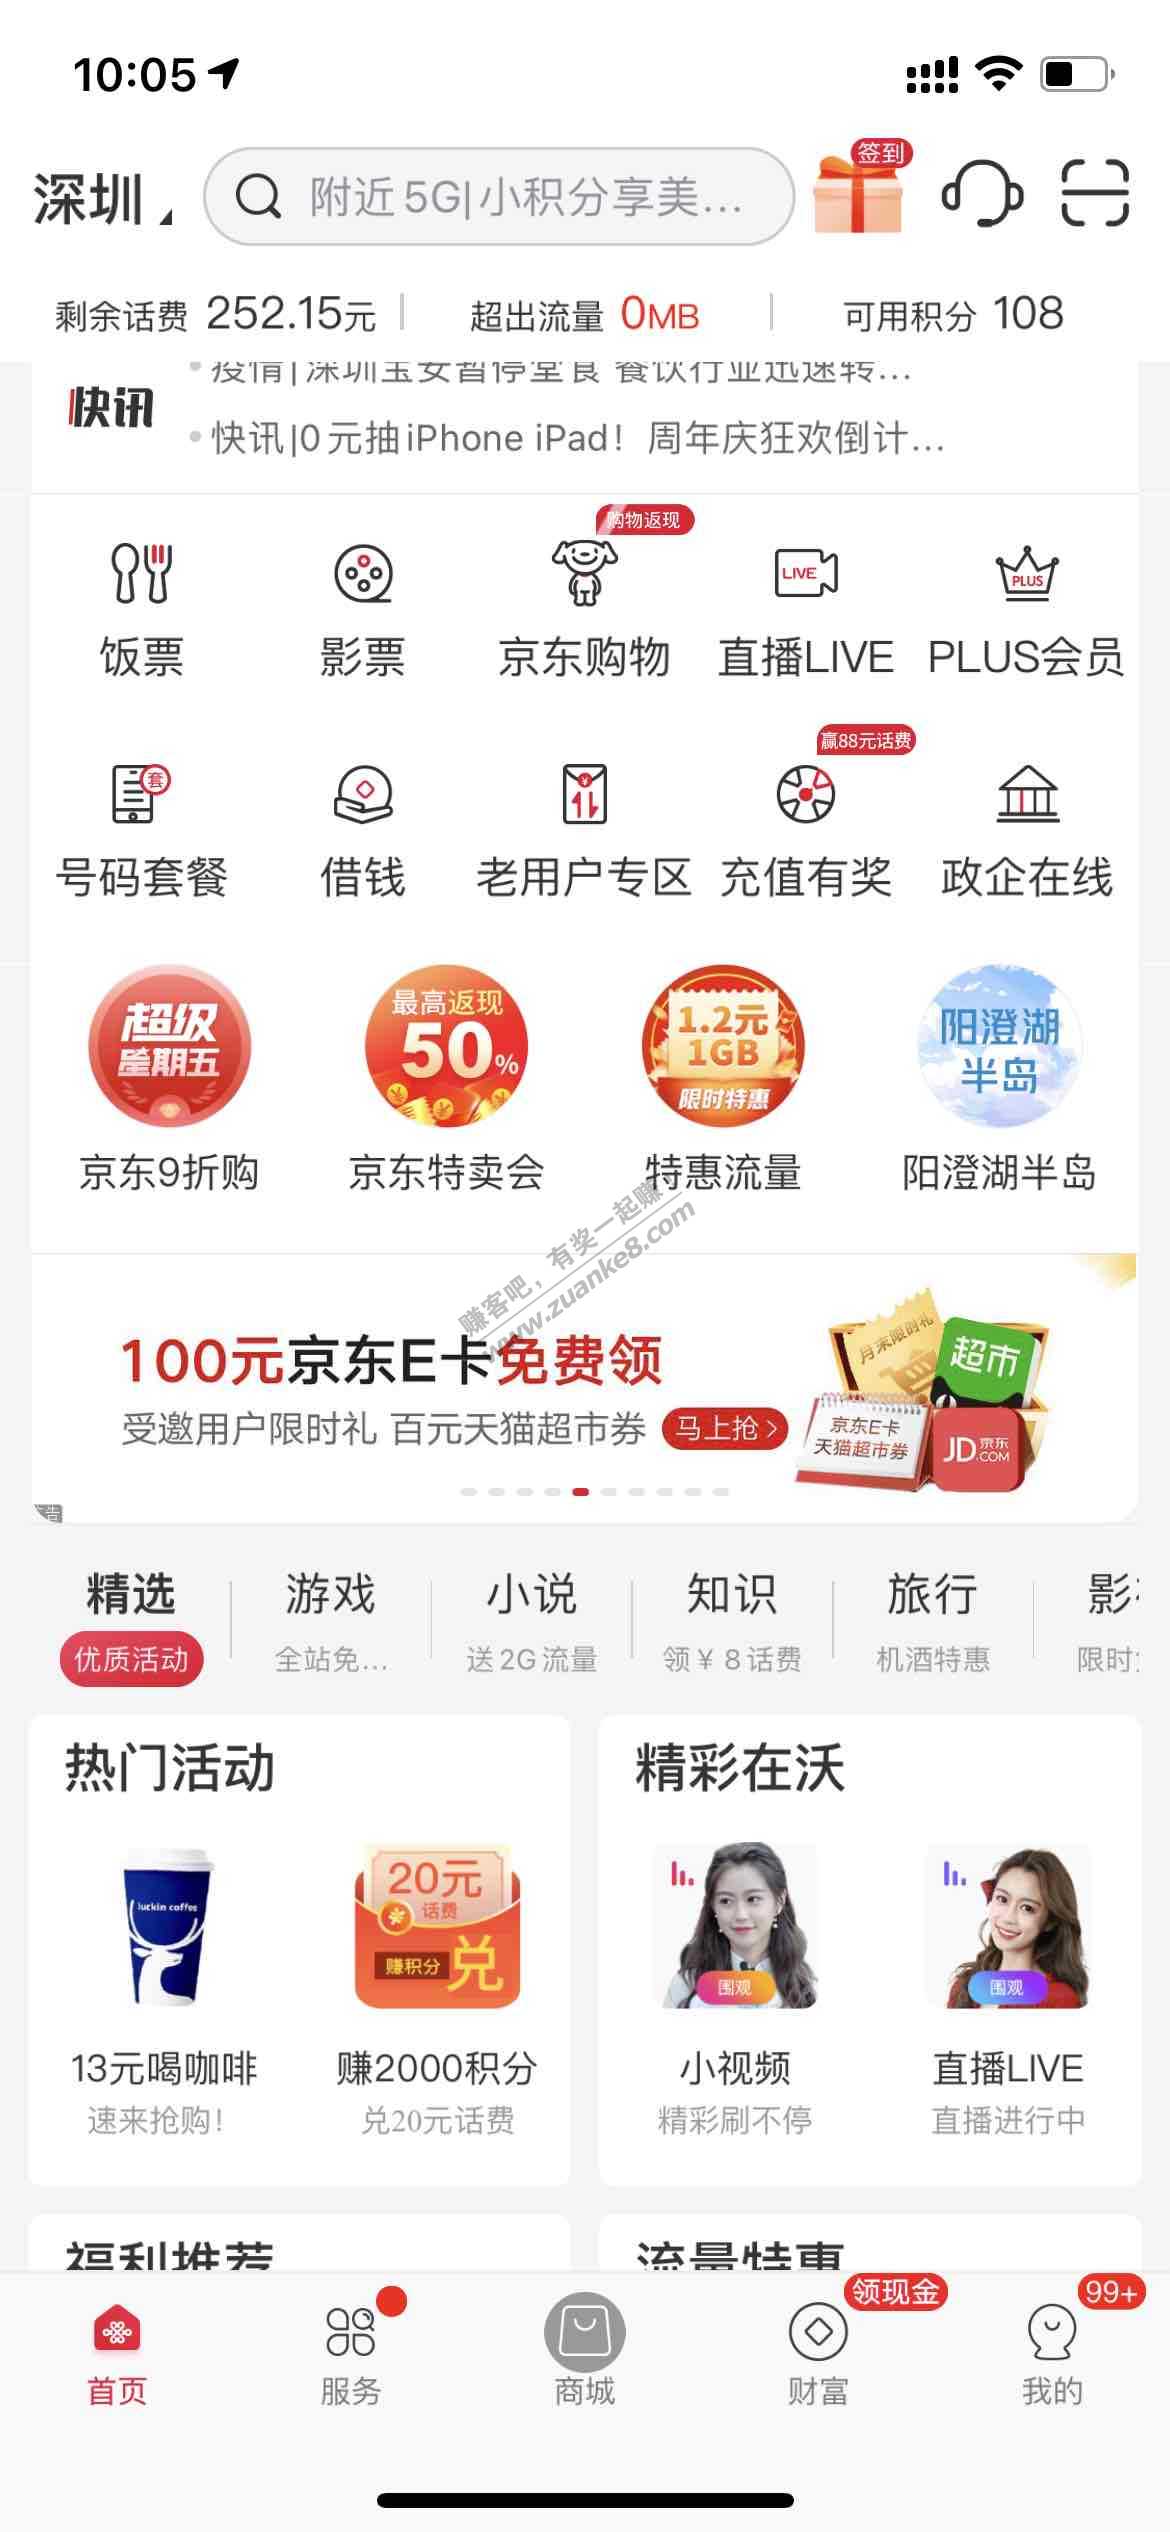 10:05
深圳
附近5G|小积分享美...
签到
剩余话费 252.15元
超出流量 0MB
可用积分 108
快讯
疫情|深圳宝安暂停堂食 餐饮行业迅速转...
快讯|0元抽iPhone iPad！周年庆狂欢倒计...
购物返现
LIVE
PLUS
饭票
影票
京东购物
直播LIVE
PLUS会员
赢88元话费
套
号码套餐
借钱
老用户专区
充值有奖
政企在线
超级
星期五
最高返现
50%
1.2元
1GB
限时特惠
阳澄湖
半岛
京东9折购
京东特卖会
特惠流量
阳澄湖半岛
赚客吧，有奖一起赚！
www.zuanke8.com
100元京东E卡免费领
受邀用户限时礼 百元天猫超市券
马上抢
月末限时礼
超市
京东E卡
天猫超市券
JD京东
.COM
广告
精选
游戏
小说
知识
旅行
优质活动
全站免...
送2G流量
领¥8话费
机酒特惠
限时
热门活动
luckin coffee
20元
话费
赚积分
兑
13元喝咖啡
赚2000积分
速来抢购！
兑20元话费
精彩在沃
围观
围观
小视频
直播LIVE
精彩刷不停
直播进行中
福利推荐
流量特惠
领现金
99+
首页
服务
商城
财富
我的